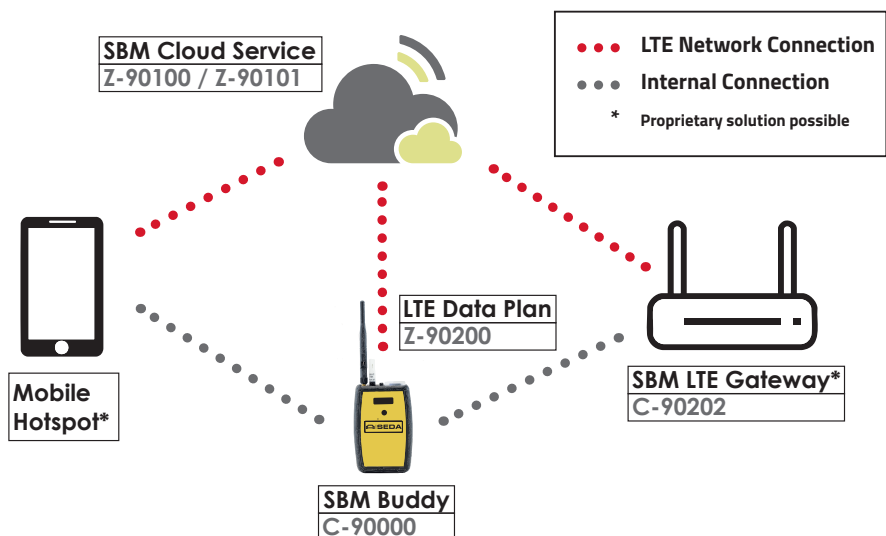 SBM Cloud Service
Z-90100 / Z-90101
LTE Network Connection
Internal Connection
* Proprietary solution possible
LTE Data Plan
Z-90200
Mobile
Hotspot*
SEDA
SBM LTE Gateway*
C-90202
SBM Buddy
C-90000